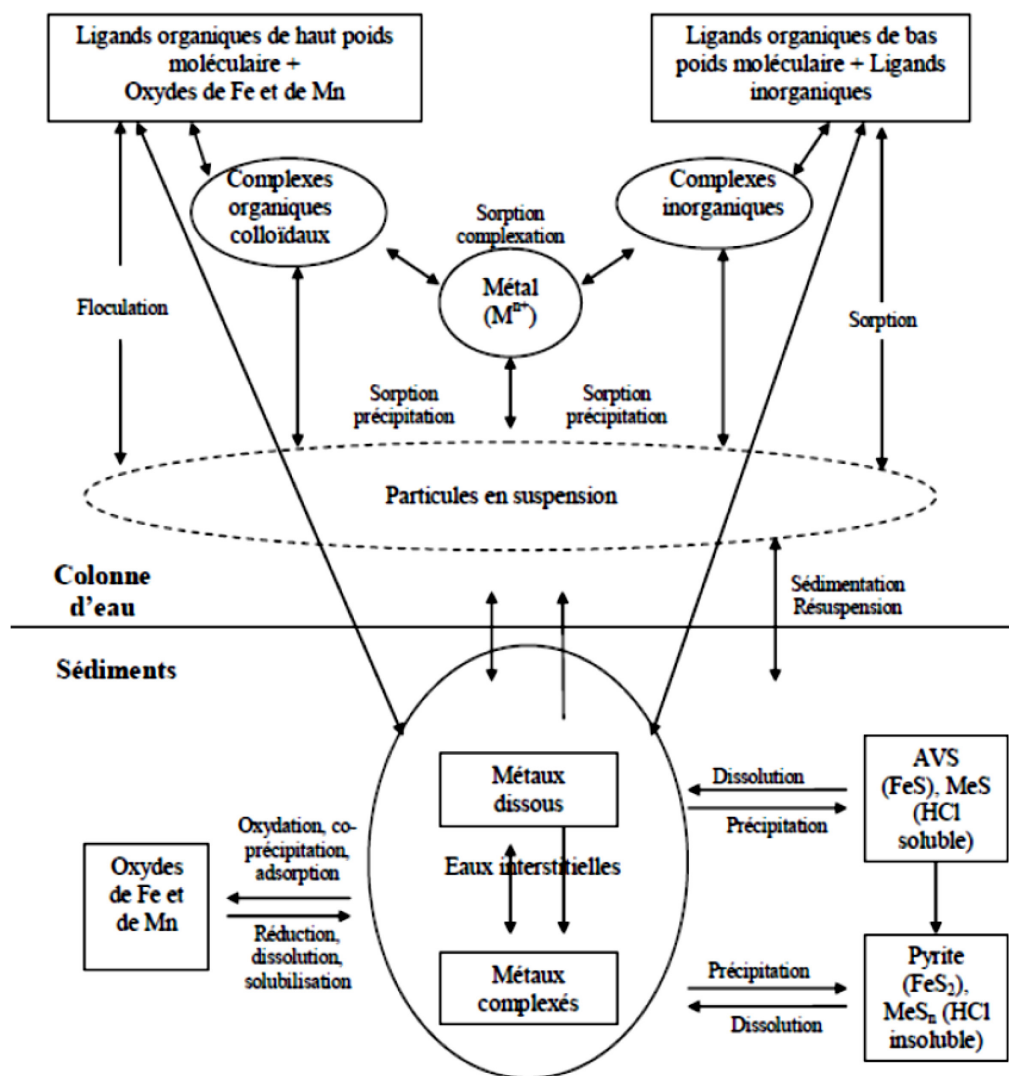 Ligands organiques de haut poids
moléculaire +
Oxydes de Fe et de Mn
Ligands organiques de bas
poids moléculaire + Ligands
inorganiques
Complexes
organiques
colloïdaux
Sorption
complexation
Complexes
inorganiques
Métal
(Mⁿ⁺)
Floculation
Sorption
Sorption
précipitation
Sorption
précipitation
Particules en suspension
Colonne
d'eau
Sédimentation
Résuspension
Sédiments
Métaux
dissous
Dissolution
Précipitation
AVS
(FeS), MeS
(HCl
soluble)
Oxydation, co-
précipitation,
adsorption
Eaux interstitielles
Oxydes
de Fe et
de Mn
Réduction,
dissolution,
solubilisation
Métaux
complexés
Précipitation
Dissolution
Pyrite
(FeS₂),
MeSₙ (HCl
insoluble)